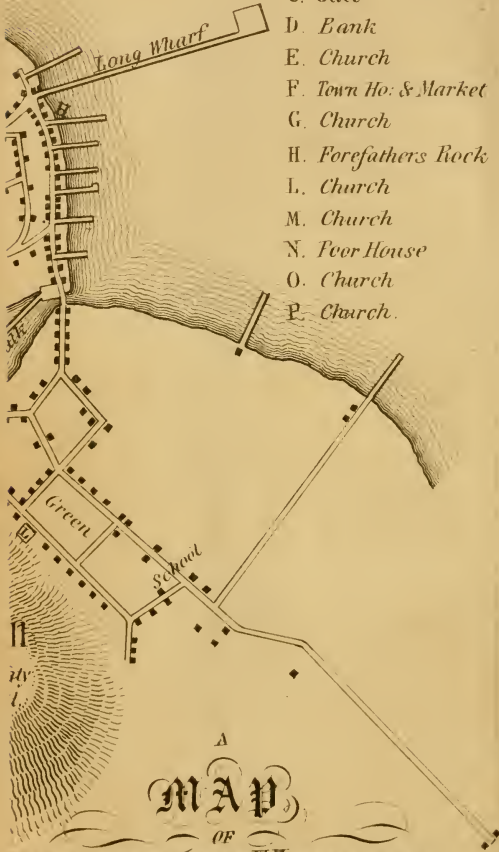 D. Bank
E. Church
F. Town Ho: & Market
G. Church
H. Forefathers Rock
L. Church
M. Church
N. Poor House
O. Church
P. Church.
Long Wharf
H
Green
L
School
A
MAP
OF